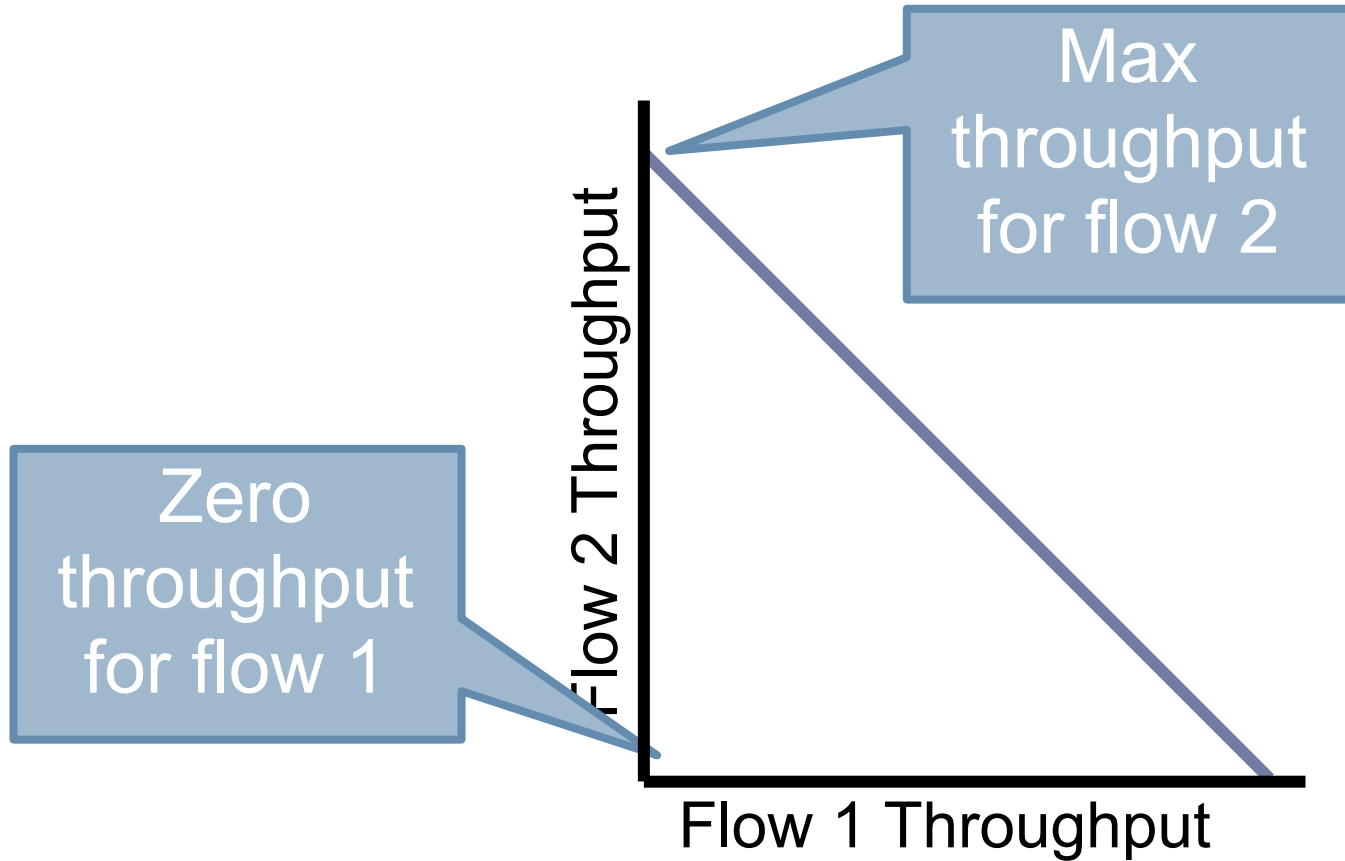 Max
throughput
for flow 2
Flow 2 Throughput
Zero
throughput
for flow 1
Flow 1 Throughput